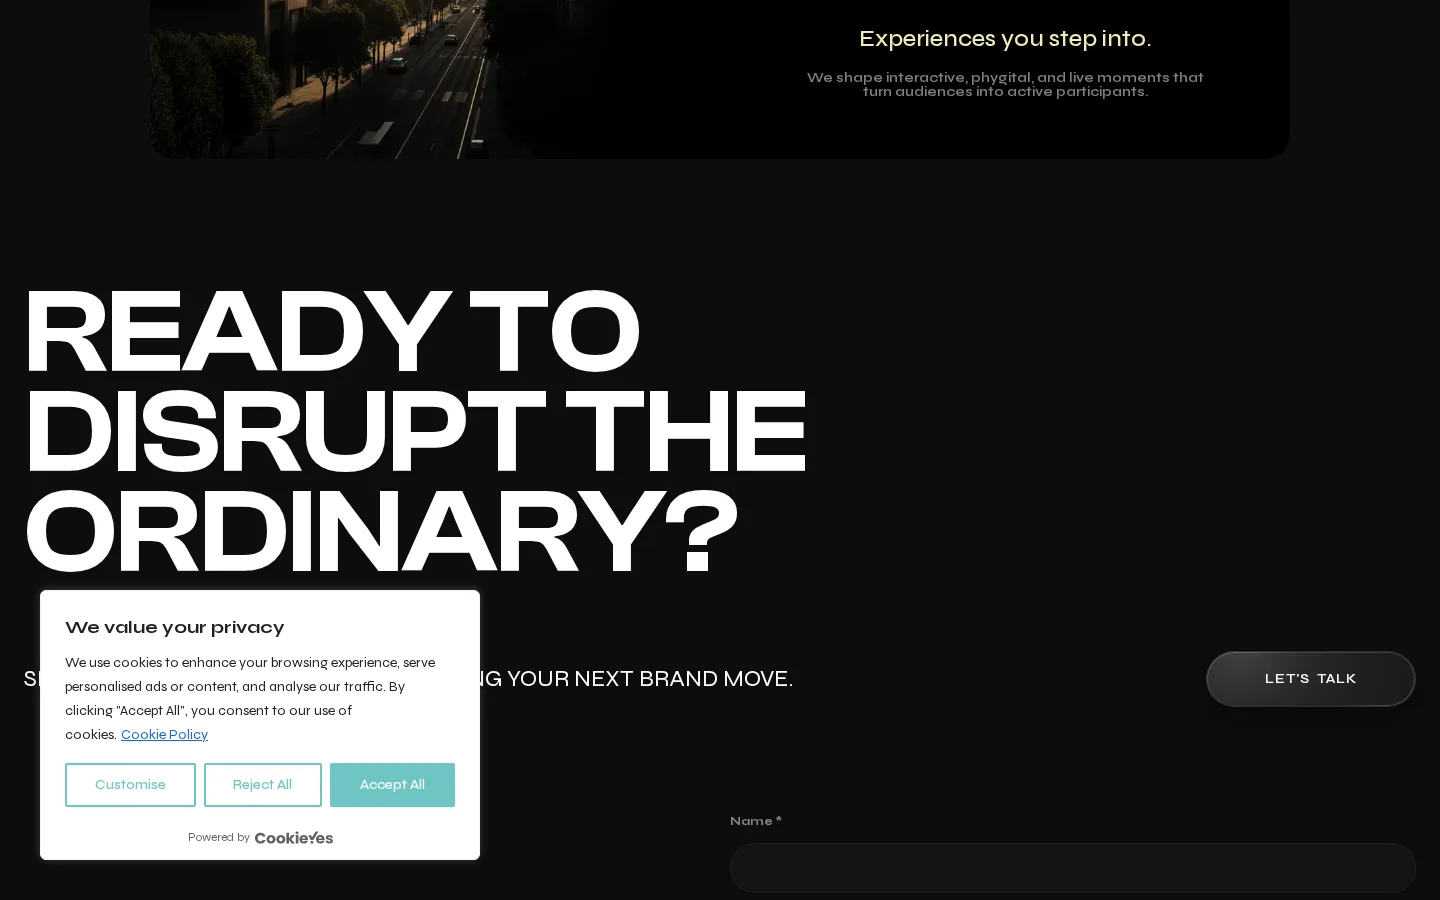 Experiences you step into.
We shape interactive, phygital, and live moments that
turn audiences into active participants.
READY TO
DISRUPT THE
ORDINARY?
YOUR NEXT BRAND MOVE.
LET'S TALK
We value your privacy
We use cookies to enhance your browsing experience, serve
personalised ads or content, and analyse our traffic. By
clicking "Accept All", you consent to our use of
cookies. Cookie Policy
Customise
Reject All
Accept All
Powered by CookieYes
Name *